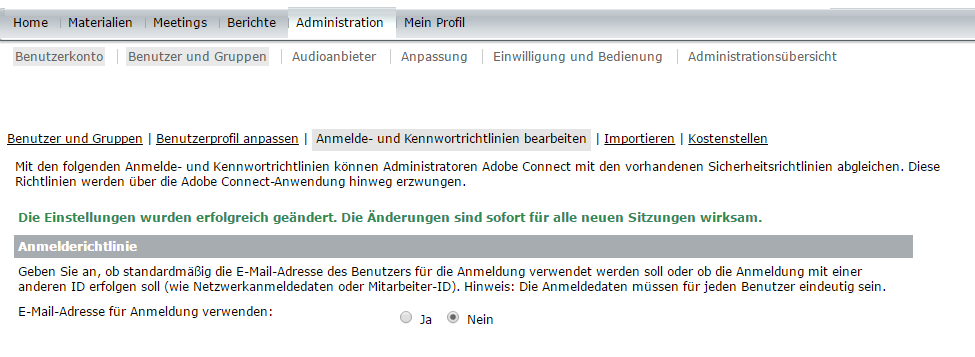 Home Materialien Meetings Berichte Administration Mein Profil
Benutzerkonto Benutzer und Gruppen Audioanbieter Anpassung Einwilligung und Bedienung Administrationsübersicht
Benutzer und Gruppen | Benutzerprofil anpassen | Anmelde- und Kennwortrichtlinien bearbeiten | Importieren | Kostenstellen
Mit den folgenden Anmelde- und Kennwortrichtlinien können Administratoren Adobe Connect mit den vorhandenen Sicherheitsrichtlinien abgleichen. Diese
Richtlinien werden über die Adobe Connect-Anwendung hinweg erzwungen.
Die Einstellungen wurden erfolgreich geändert. Die Änderungen sind sofort für alle neuen Sitzungen wirksam.
Anmelderichtlinie
Geben Sie an, ob standardmäßig die E-Mail-Adresse des Benutzers für die Anmeldung verwendet werden soll oder ob die Anmeldung mit einer
anderen ID erfolgen soll (wie Netzwerkanmeldedaten oder Mitarbeiter-ID). Hinweis: Die Anmeldedaten müssen für jeden Benutzer eindeutig sein.
E-Mail-Adresse für Anmeldung verwenden: Ja Nein